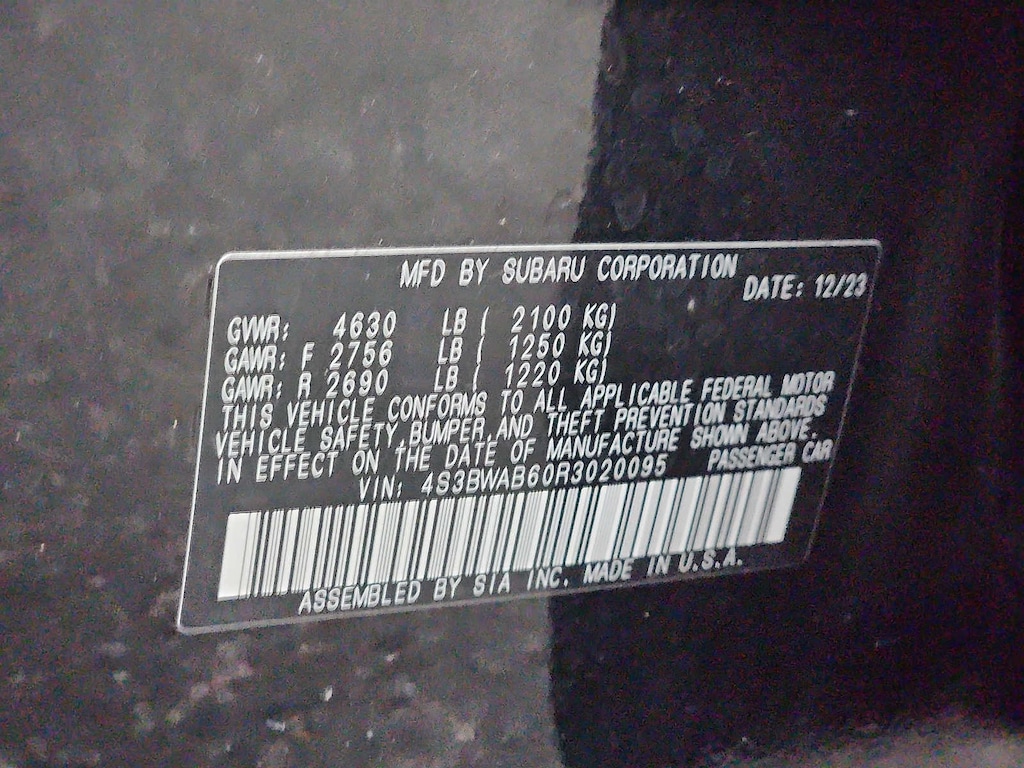 MFD BY SUBARU CORPORATION
DATE: 12/23
GVWR: 4630 LB ( 2100 KG)
GAWR: F 2756 LB ( 1250 KG)
GAWR: R 2690 LB ( 1220 KG)
THIS VEHICLE CONFORMS TO ALL APPLICABLE FEDERAL MOTOR
VEHICLE SAFETY, BUMPER, AND THEFT PREVENTION STANDARDS
IN EFFECT ON THE DATE OF MANUFACTURE SHOWN ABOVE.
VIN: 4S3BWAB60R3020095 PASSENGER CAR
ASSEMBLED BY SIA INC. MADE IN U.S.A.